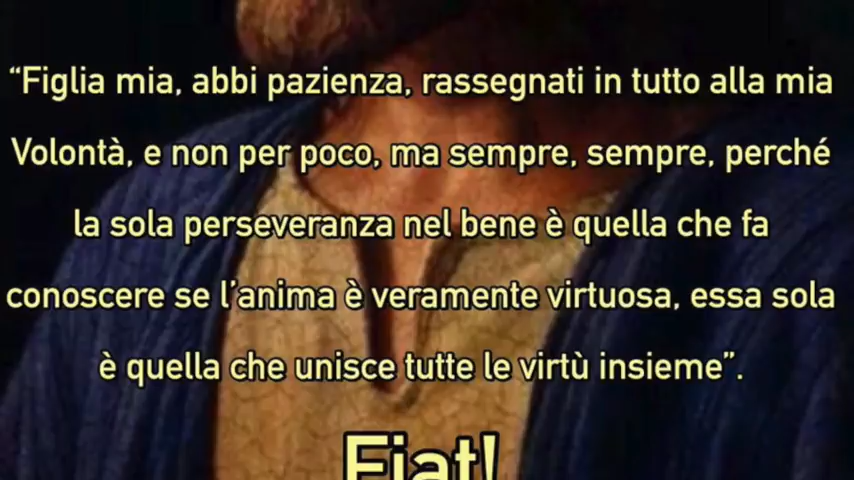 “Figlia mia, abbi pazienza, rassegnati in tutto alla mia
Volontà, e non per poco, ma sempre, sempre, perché
la sola perseveranza nel bene è quella che fa
conoscere se l’anima è veramente virtuosa, essa sola
è quella che unisce tutte le virtù insieme”.
Fiat!